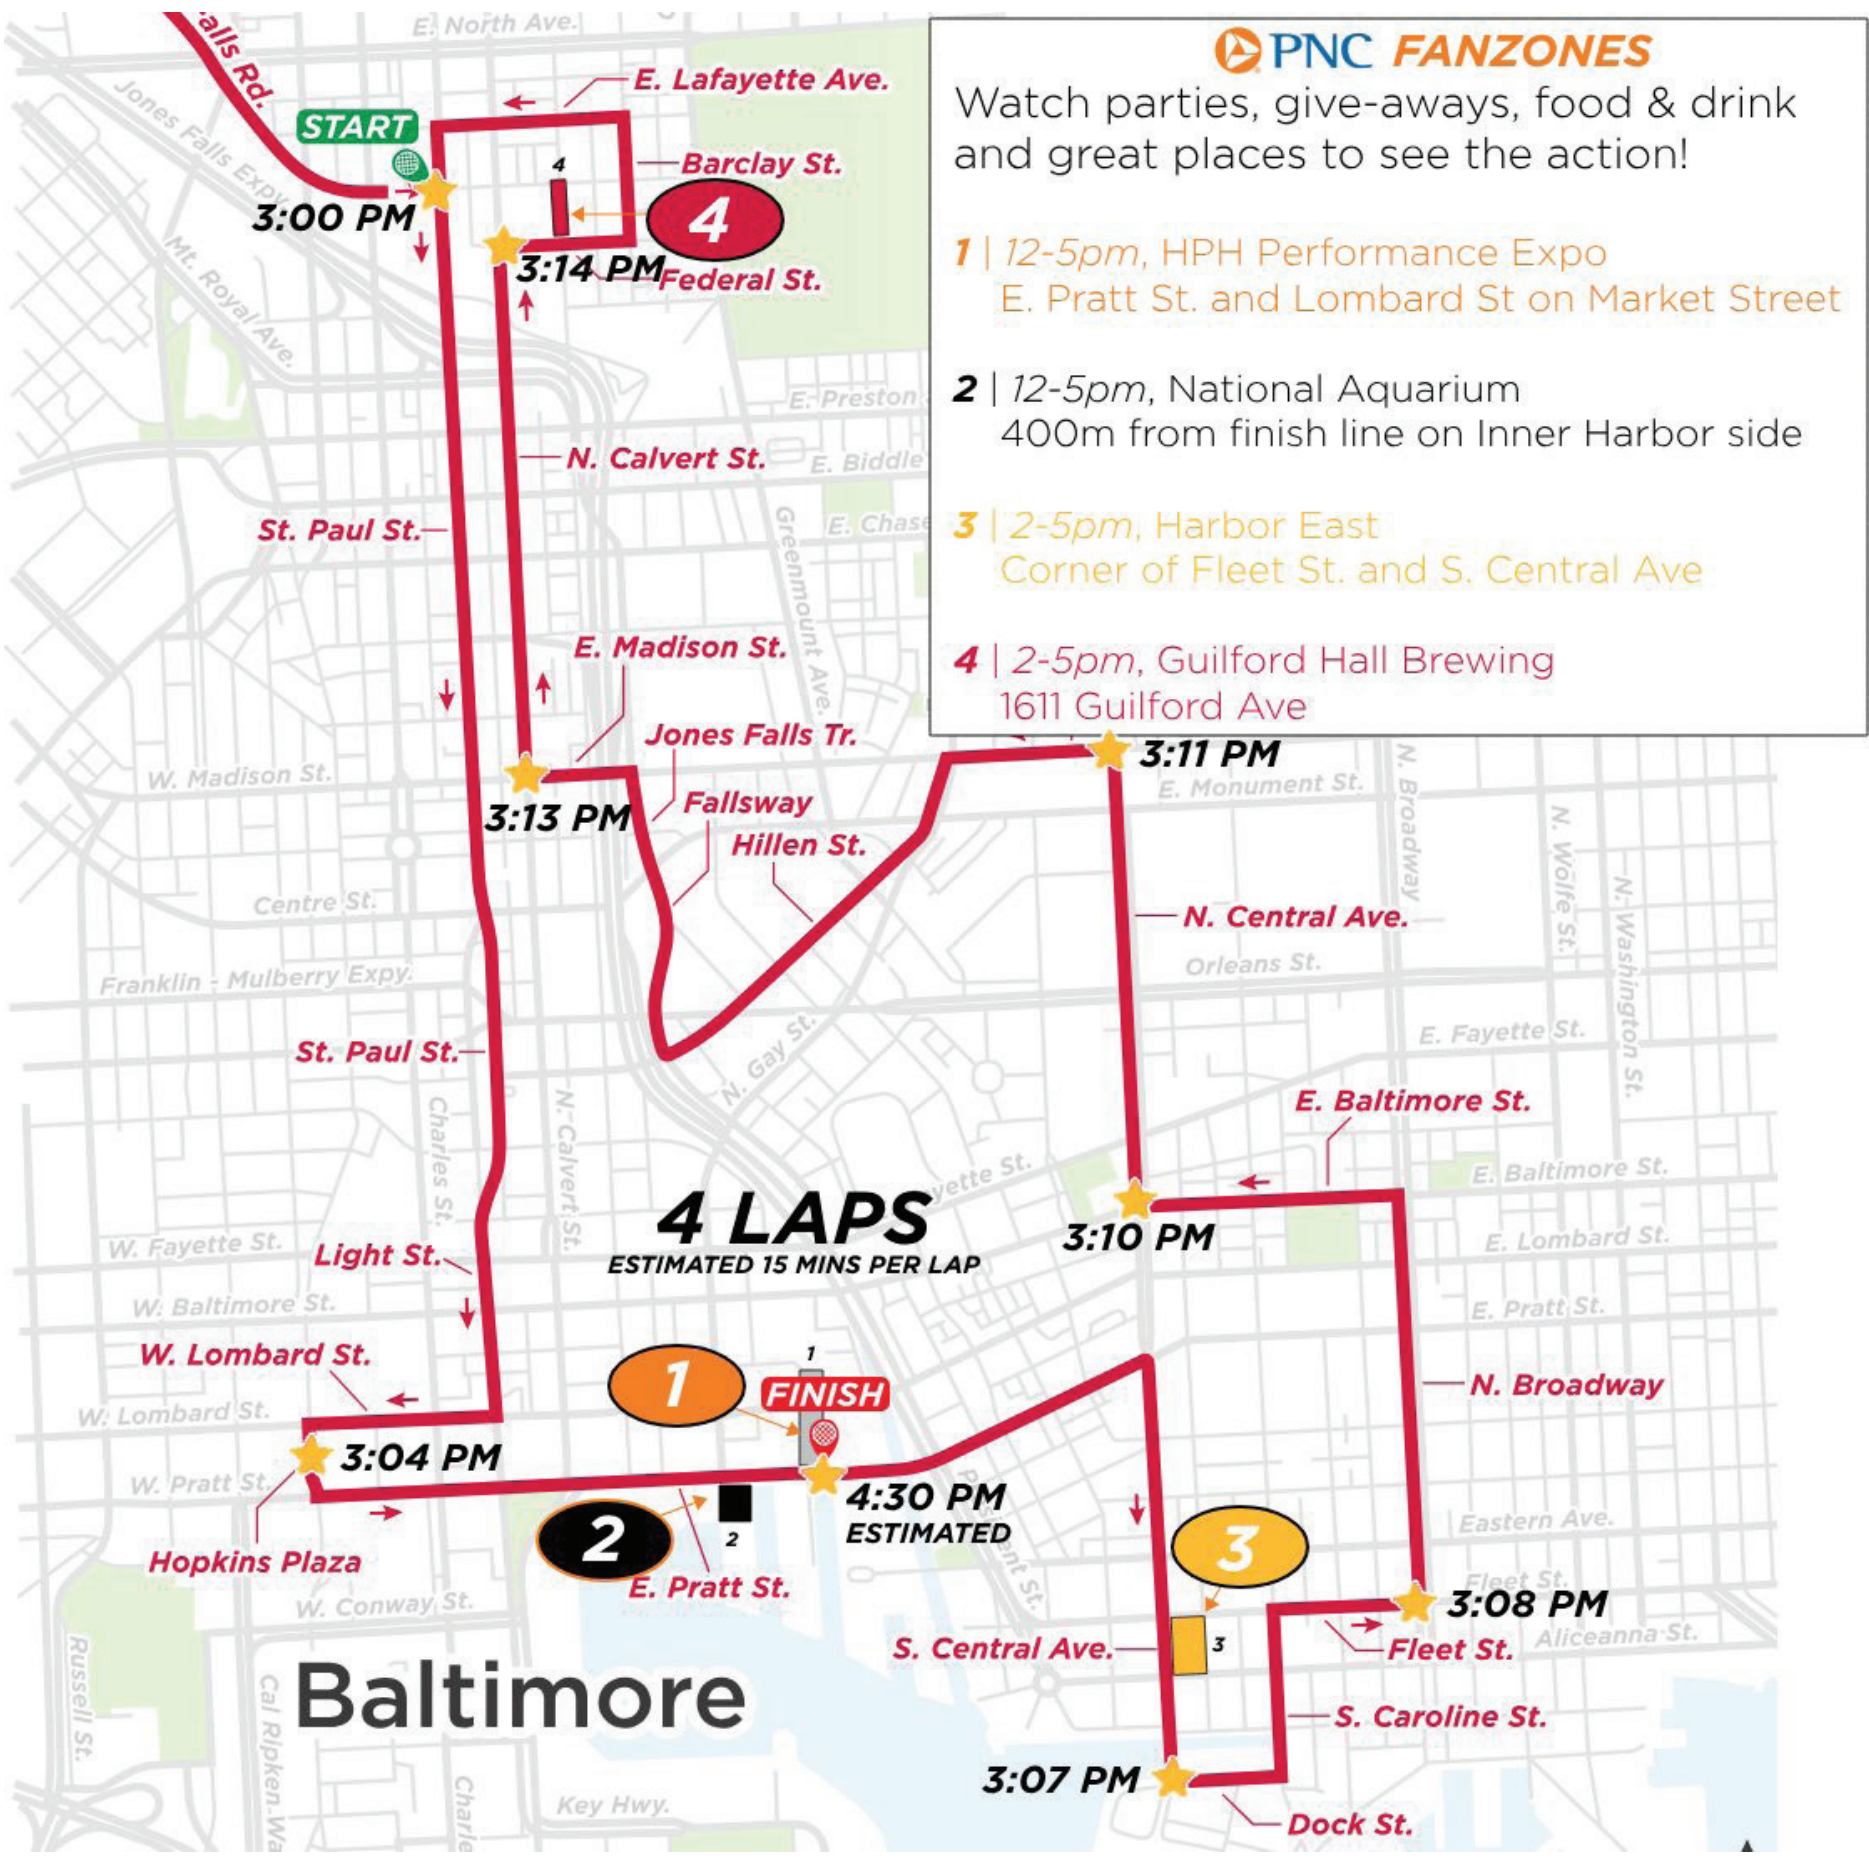 E. North Ave.
PNC FANZONES
Watch parties, give-aways, food & drink
and great places to see the action!
1 | 12-5pm, HPH Performance Expo
E. Pratt St. and Lombard St on Market Street
2 | 12-5pm, National Aquarium
400m from finish line on Inner Harbor side
3 | 2-5pm, Harbor East
Corner of Fleet St. and S. Central Ave
4 | 2-5pm, Guilford Hall Brewing
1611 Guilford Ave
alls Rd.
Jones Falls Expy.
E. Lafayette Ave.
START
4
Barclay St.
4
3:00 PM
3:14 PM
Federal St.
Mt. Royal Ave.
E. Preston
N. Calvert St.
E. Biddle
St. Paul St.
Greenmount Ave.
E. Chase
E. Madison St.
Jones Falls Tr.
3:11 PM
W. Madison St.
E. Monument St.
N. Broadway
3:13 PM
Fallsway
Hillen St.
N. Wolfe St.
N. Washington St.
Centre St.
N. Central Ave.
Franklin - Mulberry Expy.
Orleans St.
St. Paul St.
N. Gay St.
E. Fayette St.
Charles St.
N. Calvert St.
E. Baltimore St.
yette St.
E. Baltimore St.
4 LAPS
ESTIMATED 15 MINS PER LAP
3:10 PM
W. Fayette St.
Light St.
E. Lombard St.
W. Baltimore St.
E. Pratt St.
W. Lombard St.
1
1
FINISH
N. Broadway
W. Lombard St.
3:04 PM
W. Pratt St.
4:30 PM
ESTIMATED
2
2
3
Eastern Ave.
Hopkins Plaza
E. Pratt St.
W. Conway St.
Fleet St.
3:08 PM
S. Central Ave.
3
Fleet St.
Aliceanna St.
Russell St.
Cal Ripken Wa
Baltimore
S. Caroline St.
3:07 PM
Charle
Key Hwy.
Dock St.